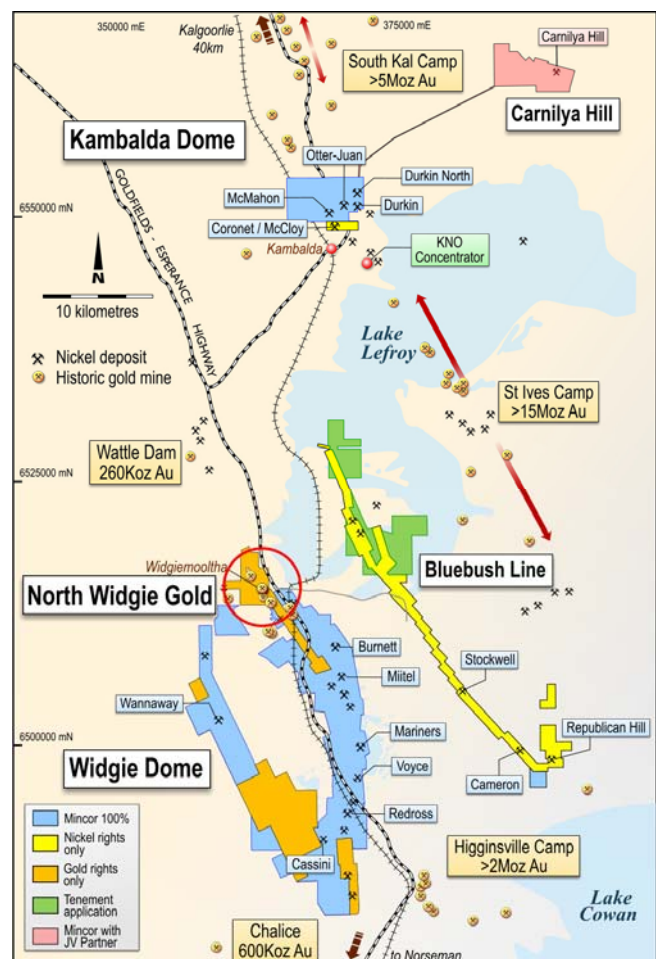 350000 mE
375000 mE
Kalgoorlie
40km
South Kal Camp
>5Moz Au
Carnilya Hill
Carnilya Hill
Kambalda Dome
Otter-Juan
Durkin North
McMahon
Durkin
Coronet / McCloy
6550000 mN
Kambalda
KNO
Concentrator
GOLDFIELDS - ESPERANCE
HIGHWAY
N
10 kilometres
Lake
Lefroy
Nickel deposit
Historic gold mine
St Ives Camp
>15Moz Au
Wattle Dam
260Koz Au
6525000 mN
Widgiemooltha
North Widgie Gold
Bluebush Line
Burnett
Miitel
Stockwell
Wannaway
6500000 mN
Mariners
Republican Hill
Widgie Dome
Voyce
Cameron
Redross
Mincor 100%
Nickel rights
only
Gold rights
only
Tenement
application
Mincor with
JV Partner
Cassini
Higginsville Camp
>2Moz Au
Lake
Cowan
Chalice
600Koz Au
to Norseman